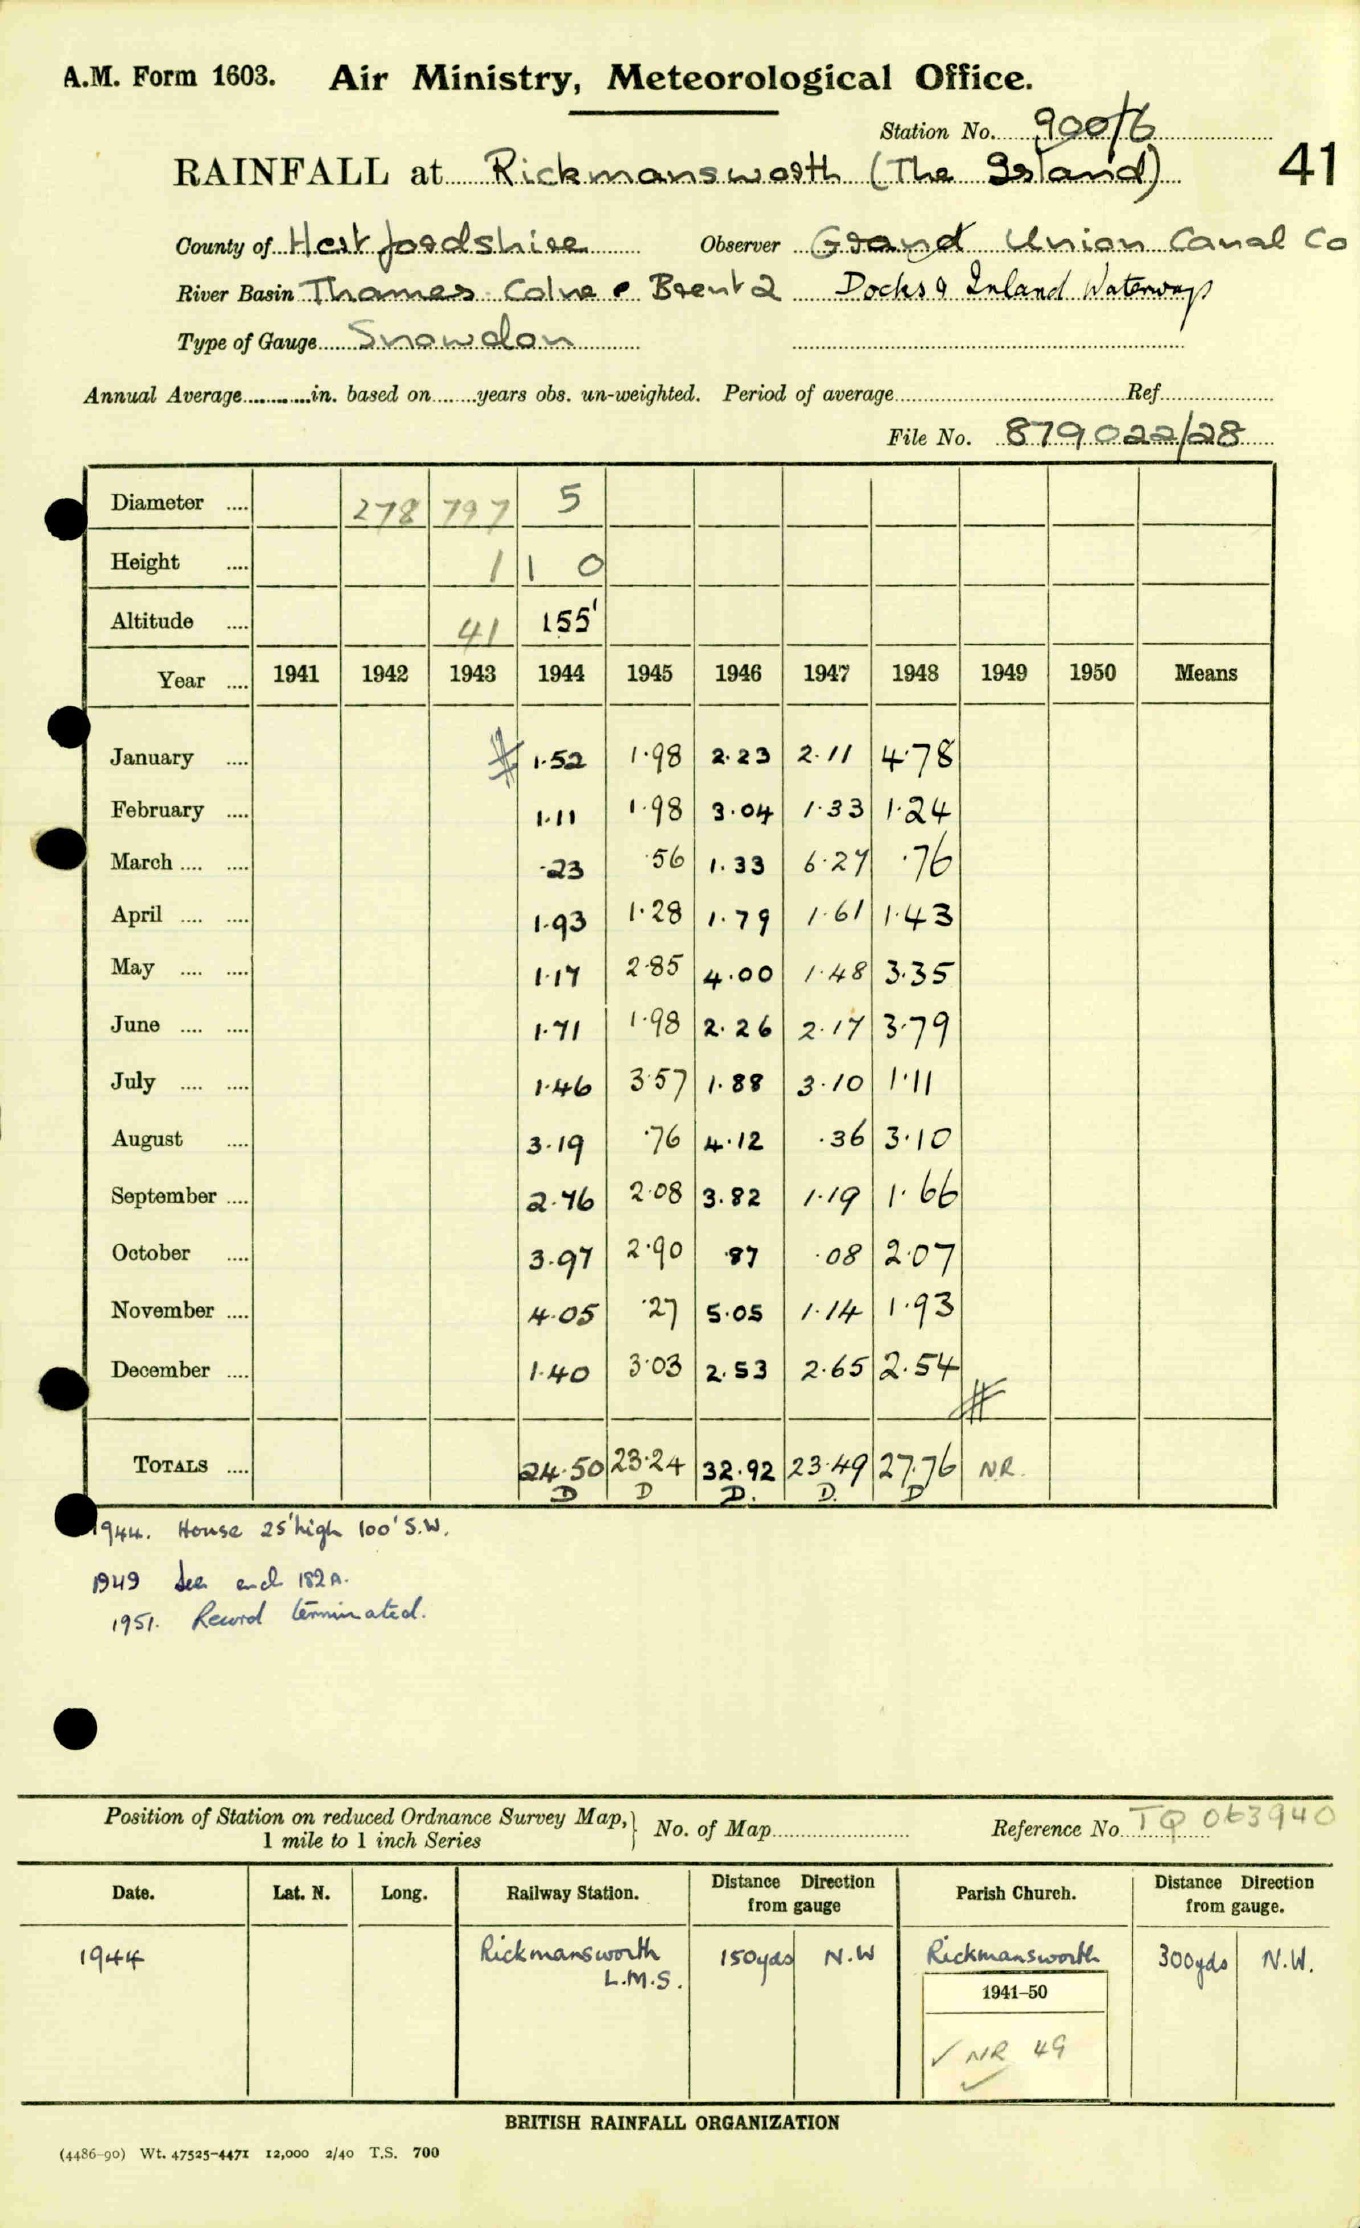 A.M. Form 1603. Air Ministry, Meteorological Office.
Station No. 900/6
RAINFALL at Rickmansworth (The Island) 41
County of Hertfordshire Observer Grand Union Canal Co
River Basin Thames Colne & Brent 2 Docks & Inland Waterways
Type of Gauge Snowdon
Annual Average............in. based on........years obs. un-weighted. Period of average............ Ref............
File No. 879022/28
Diameter .... 278 797 5
Height .... 1 1 0
Altitude .... 41 155'
Year .... 1941 1942 1943 1944 1945 1946 1947 1948 1949 1950 Means
January .... 1.52 1.98 2.23 2.11 4.78
February .... 1.11 1.98 3.04 1.33 1.24
March .... .... .23 .56 1.33 6.27 .76
April .... .... 1.93 1.28 1.79 1.61 1.43
May .... .... 1.17 2.85 4.00 1.48 3.35
June .... .... 1.71 1.98 2.26 2.17 3.79
July .... .... 1.46 3.57 1.88 3.10 1.11
August .... 3.19 .76 4.12 .36 3.10
September .... 2.76 2.08 3.82 1.19 1.66
October .... 3.97 2.90 .87 .08 2.07
November .... 4.05 .27 5.05 1.14 1.93
December .... 1.40 3.03 2.53 2.65 2.54
TOTALS .... 24.50 23.24 32.92 23.49 27.76 N.R.
D D D. D. D
1944. House 25' high 100' S.W.
1949 See end 182A.
1951. Record terminated.
Position of Station on reduced Ordnance Survey Map, 1 mile to 1 inch Series } No. of Map............ Reference No. TQ 063940
Date. Lat. N. Long. Railway Station. Distance Direction from gauge Parish Church. Distance Direction from gauge.
1944 Rickmansworth L.M.S. 150yds N.W Rickmansworth 300yds N.W.
1941–50
✓ NR 49
✓
BRITISH RAINFALL ORGANIZATION
(4486-90) Wt. 47525-4471 12,000 2/40 T.S. 700